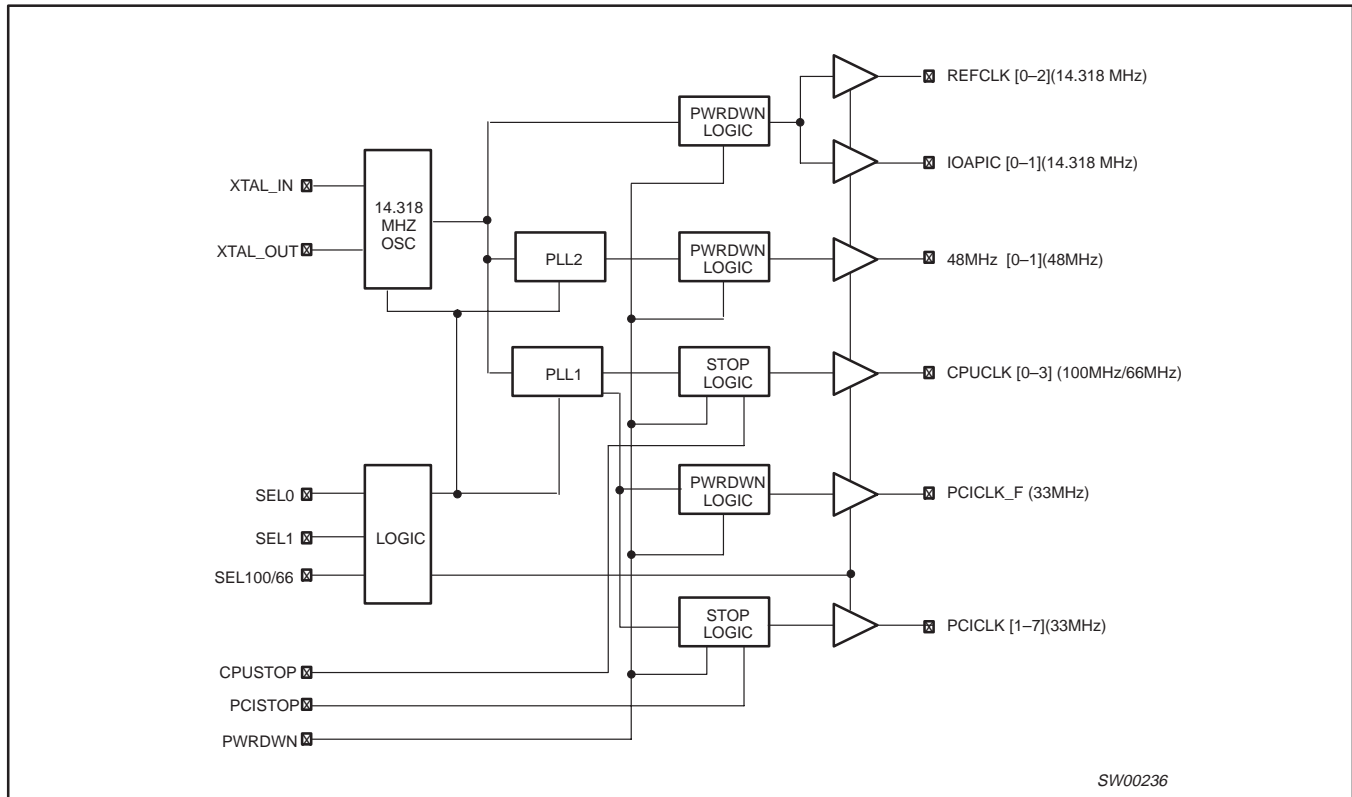 PWRDWN
LOGIC
REFCLK [0–2](14.318 MHz)
IOAPIC [0–1](14.318 MHz)
XTAL_IN
XTAL_OUT
14.318
MHZ
OSC
PLL2
PWRDWN
LOGIC
48MHz [0–1](48MHz)
PLL1
STOP
LOGIC
CPUCLK [0–3] (100MHz/66MHz)
SEL0
SEL1
SEL100/66
LOGIC
PWRDWN
LOGIC
PCICLK_F (33MHz)
STOP
LOGIC
PCICLK [1–7](33MHz)
CPUSTOP
PCISTOP
PWRDWN
SW00236